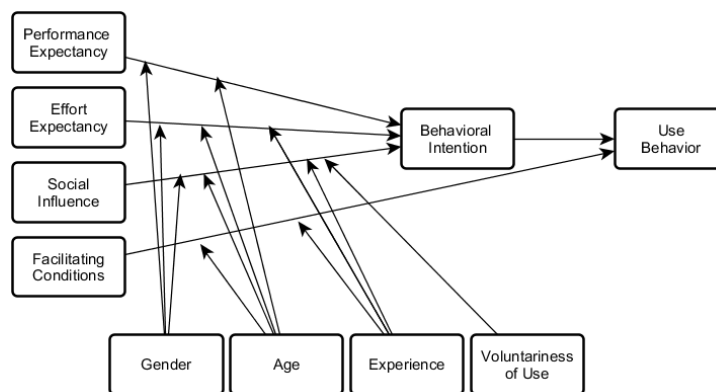 Performance
Expectancy
Effort
Expectancy
Social
Influence
Facilitating
Conditions
Behavioral
Intention
Use
Behavior
Gender
Age
Experience
Voluntariness
of Use